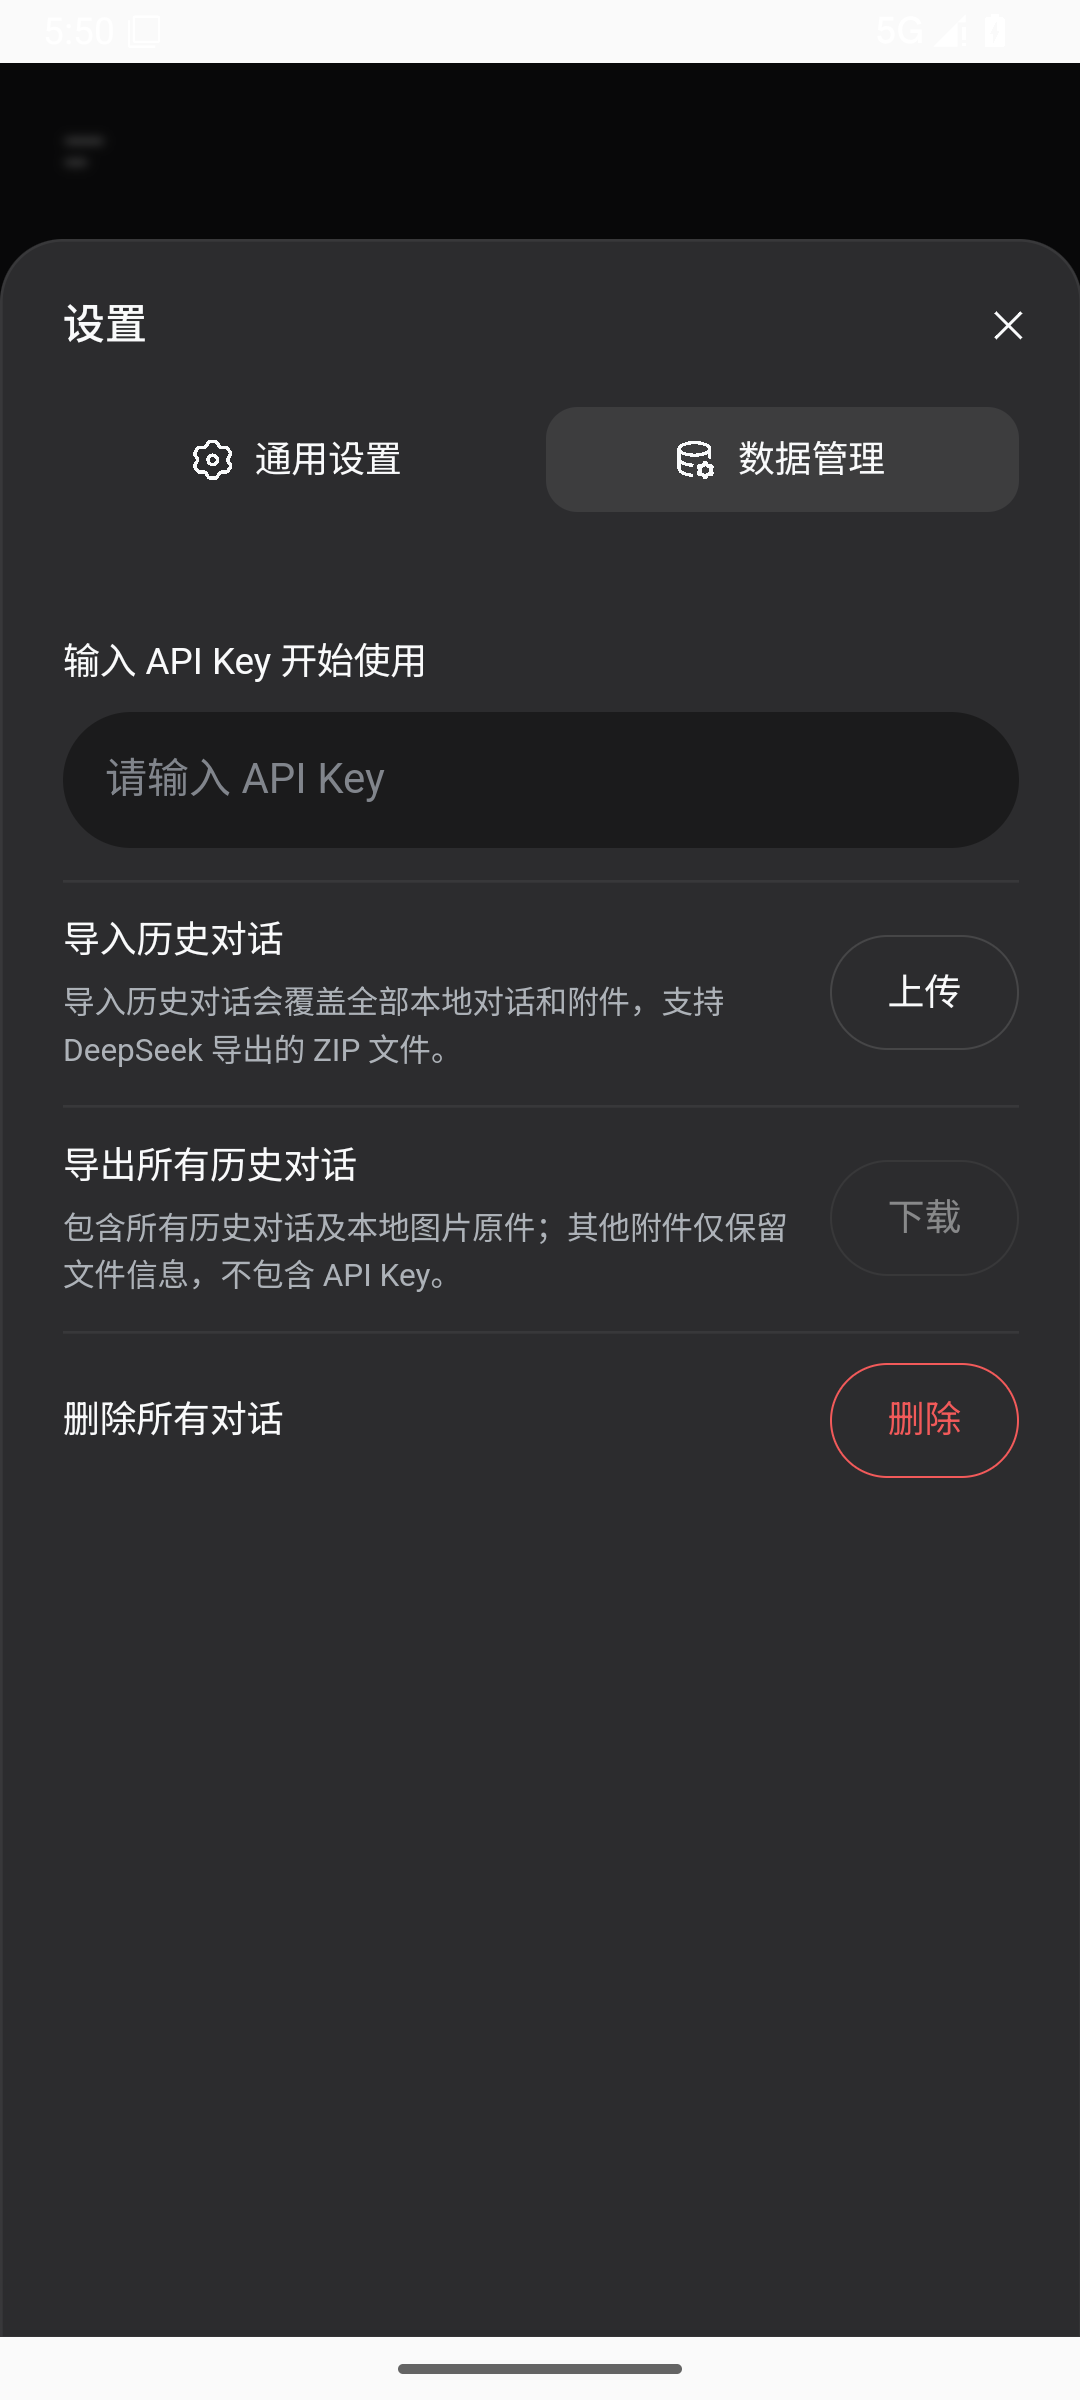 5:50 5G
设置
通用设置 数据管理
输入 API Key 开始使用
请输入 API Key
导入历史对话
导入历史对话会覆盖全部本地对话和附件，支持
DeepSeek 导出的 ZIP 文件。
上传
导出所有历史对话
包含所有历史对话及本地图片原件；其他附件仅保留
文件信息，不包含 API Key。
下载
删除所有对话
删除